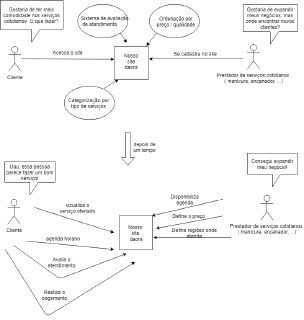 Gostaria de ter mais
comodidade nos serviços
cotidianos. O que fazer?
Sistema de avaliação
de atendimento
Ordenação por
preço / qualidade
Gostaria de expandir
meu negócios, mas
onde encontrar novos
clientes?
Acessa o site
Nosso
site
daora
Se cadastra no site
Cliente
Prestador de serviços cotidianos
( manicure, encanador, ...)
Categorização por
tipo de serviços
depois de
um tempo
Uau, essa pessoa
parece fazer um bom
serviço!
Consegui expandir
meu negócio!
vizualiza o
serviço ofertado
Disponibiliza
agenda
Cliente
agenda horario
Nosso
site
daora
Define o preço
Prestador de serviços cotidianos
( manicure, encanador, ...)
Define regiões onde
atende
Avalia o
atendimento
Realiza o
pagamento